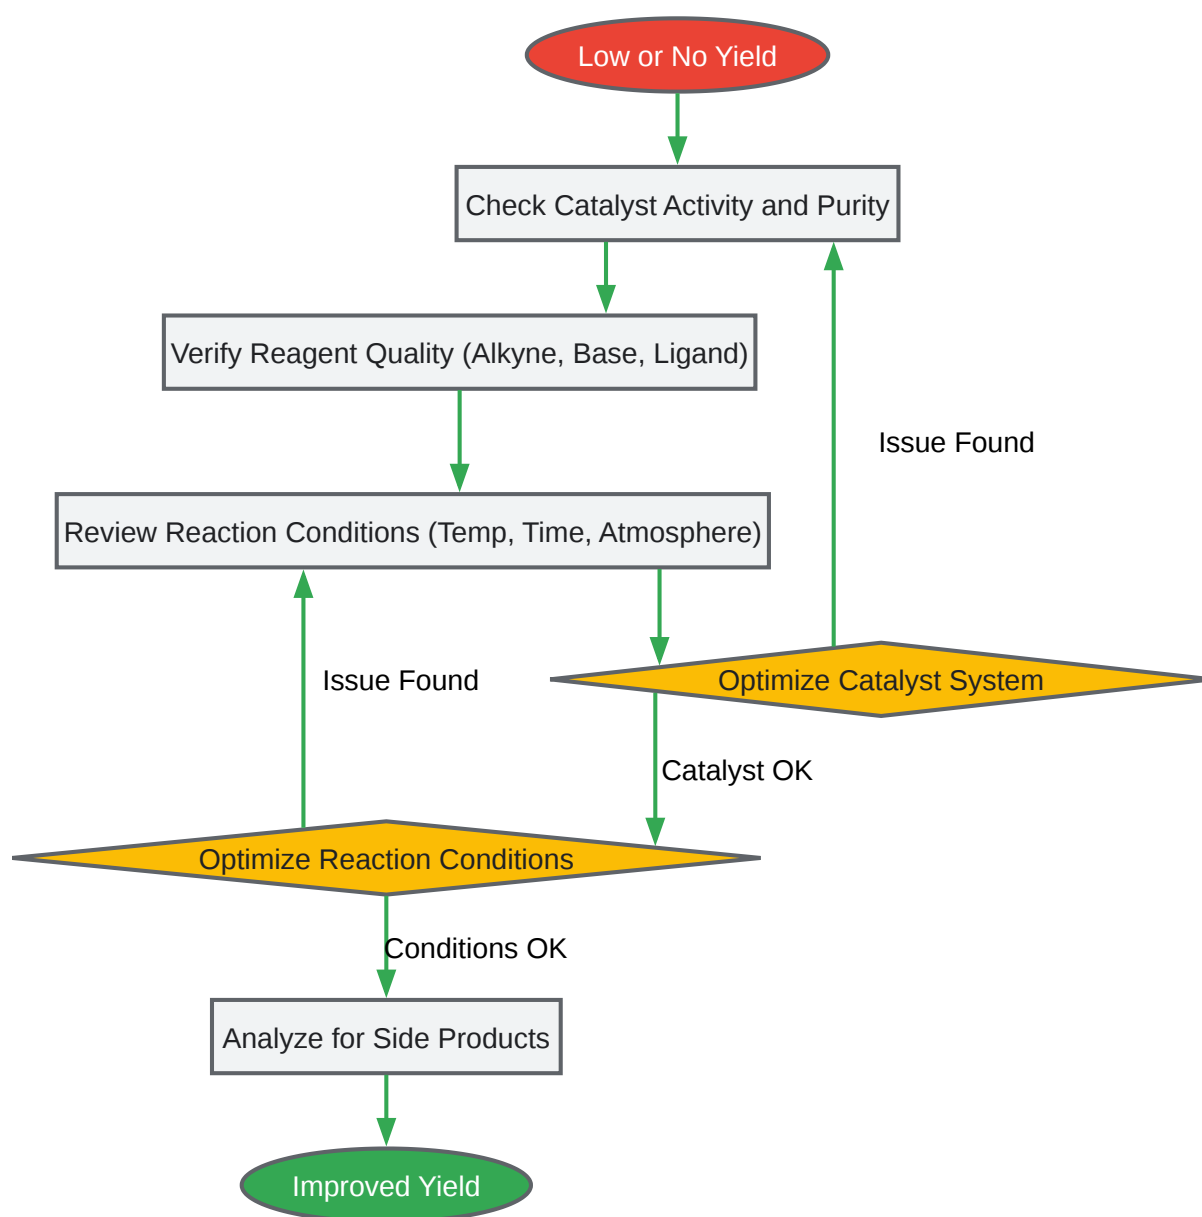 Low or No Yield
Check Catalyst Activity and Purity
Verify Reagent Quality (Alkyne, Base, Ligand)
Issue Found
Review Reaction Conditions (Temp, Time, Atmosphere)
Issue Found
Optimize Catalyst System
Catalyst OK
Optimize Reaction Conditions
Conditions OK
Analyze for Side Products
Improved Yield